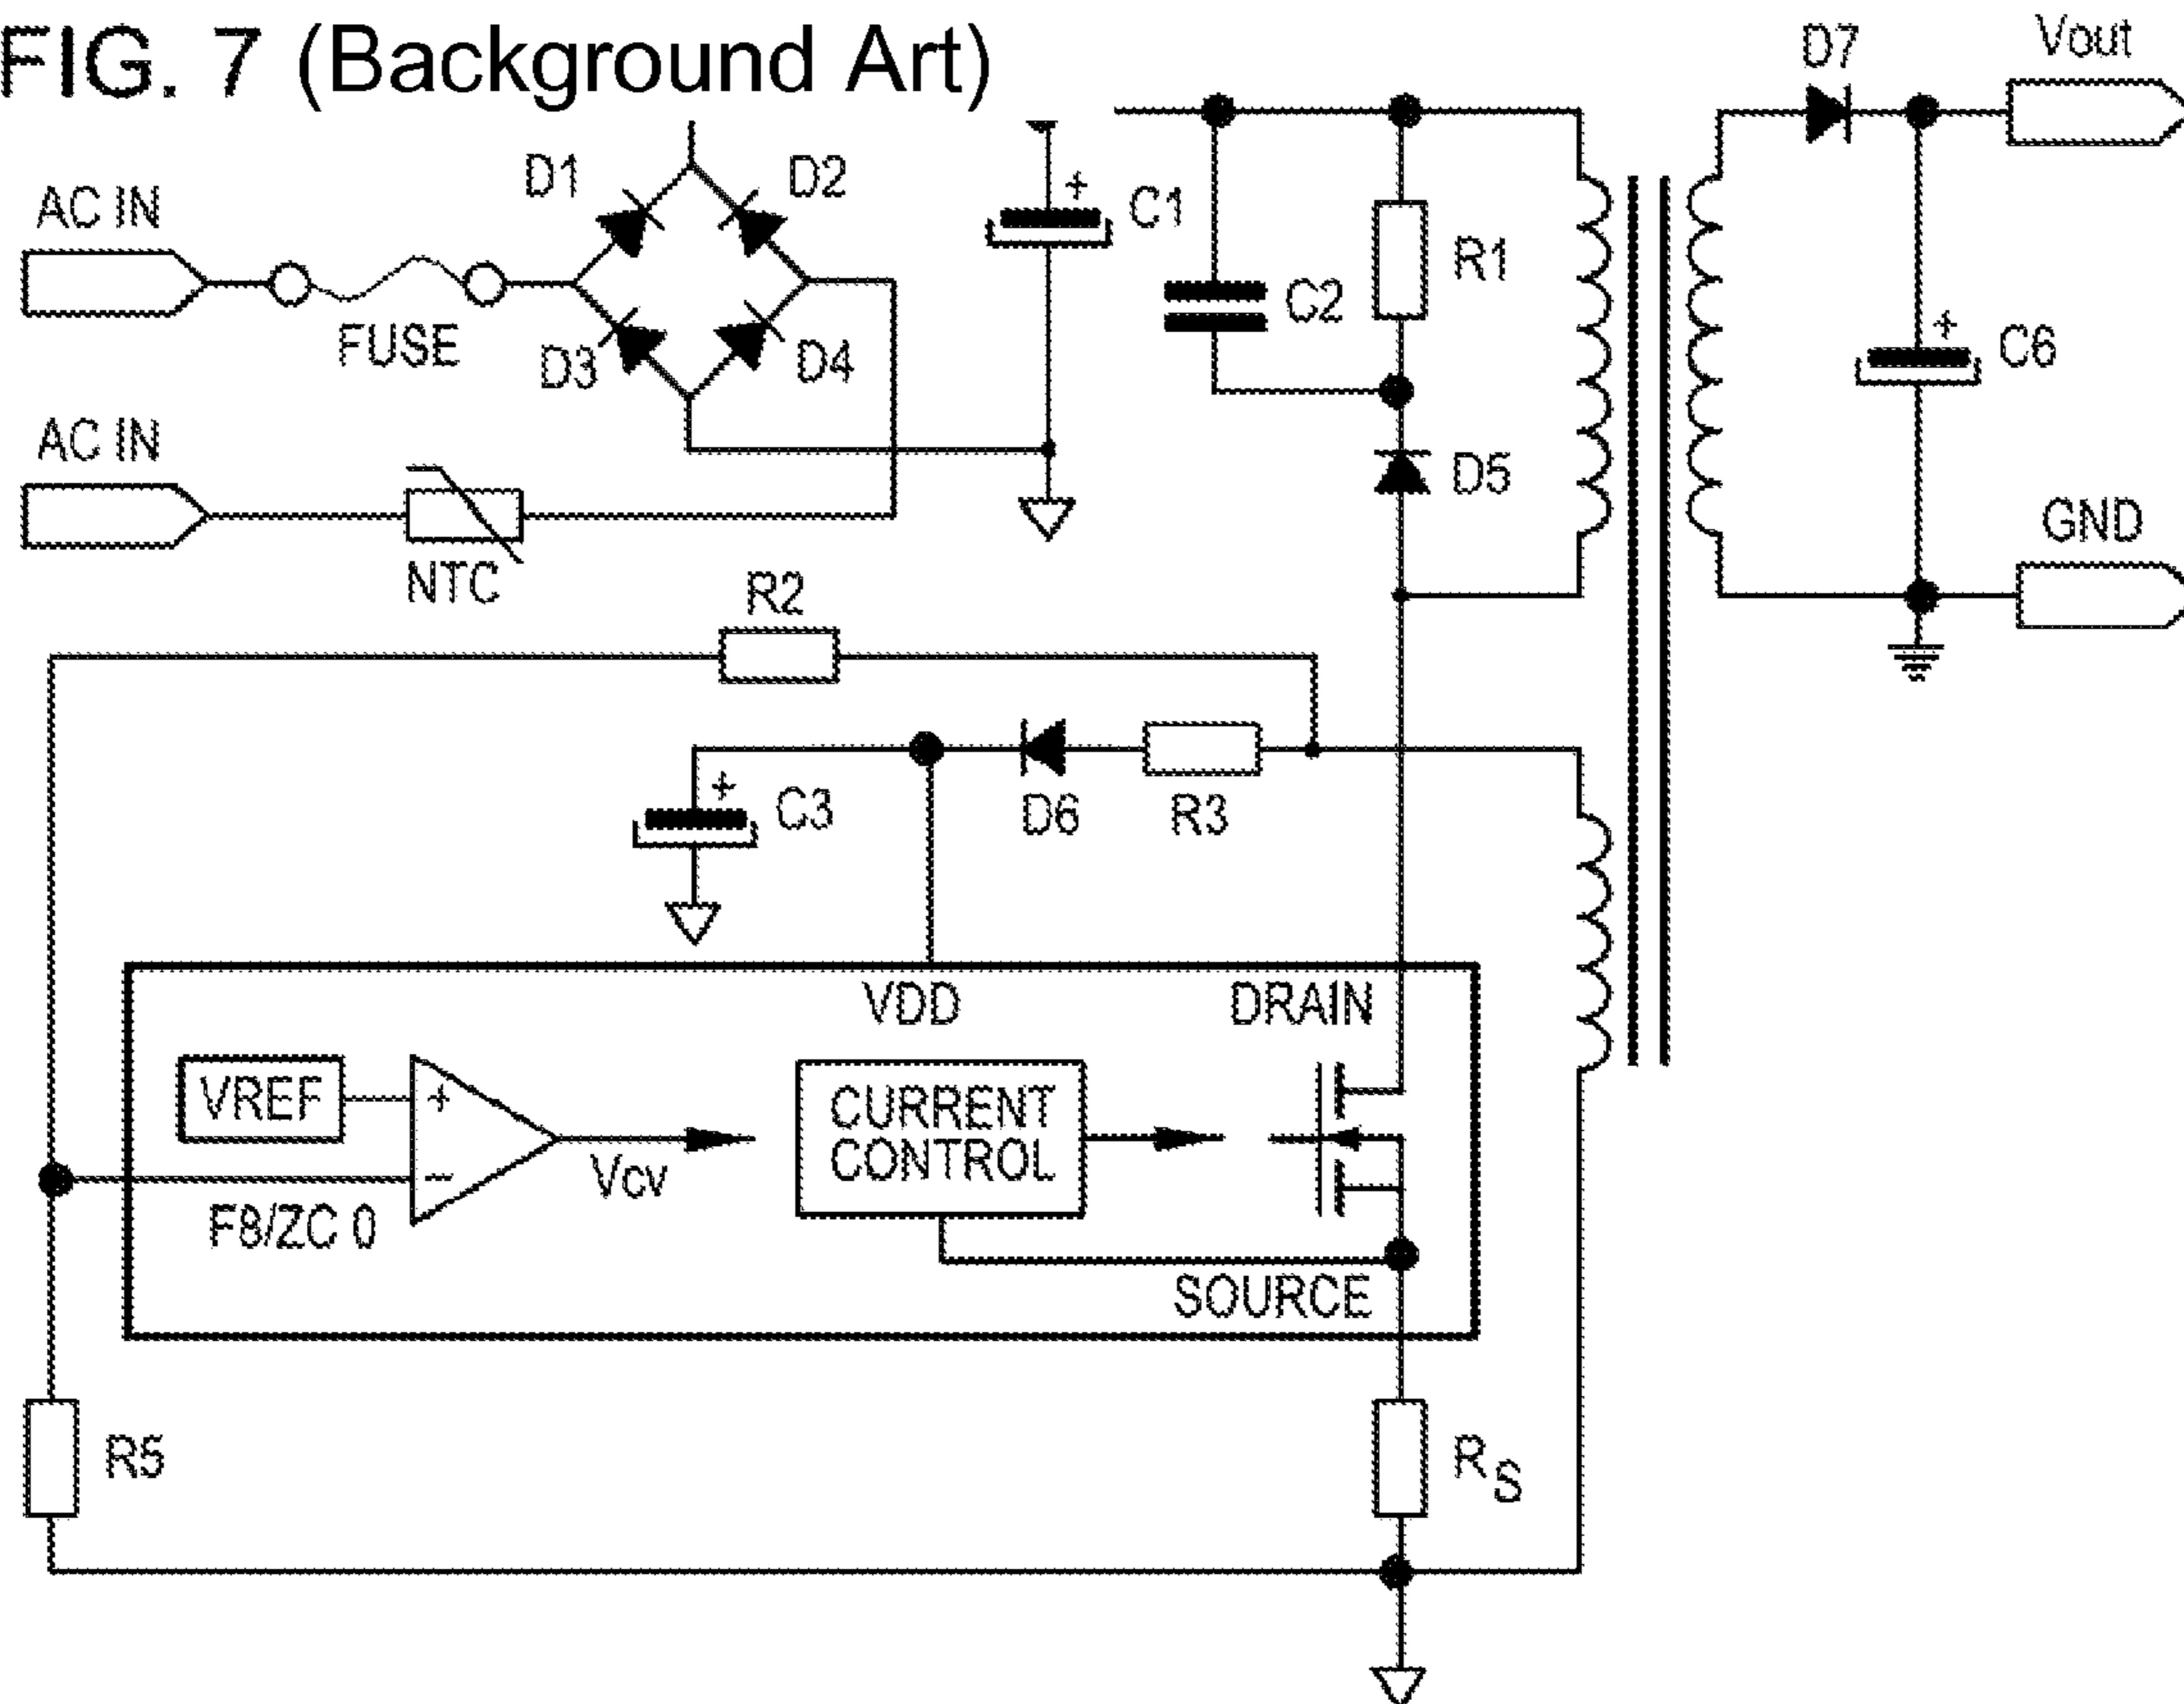 FIG. 7 (Background Art)
D7
Vout
D1
D2
AC IN
+
C1
R1
C2
FUSE
D3
D4
+
C6
AC IN
D5
GND
NTC
R2
+
C3
D6
R3
VDD
DRAIN
VREF
+
CURRENT
CONTROL
−
Vcv
F8/ZC 0
SOURCE
R5
RS